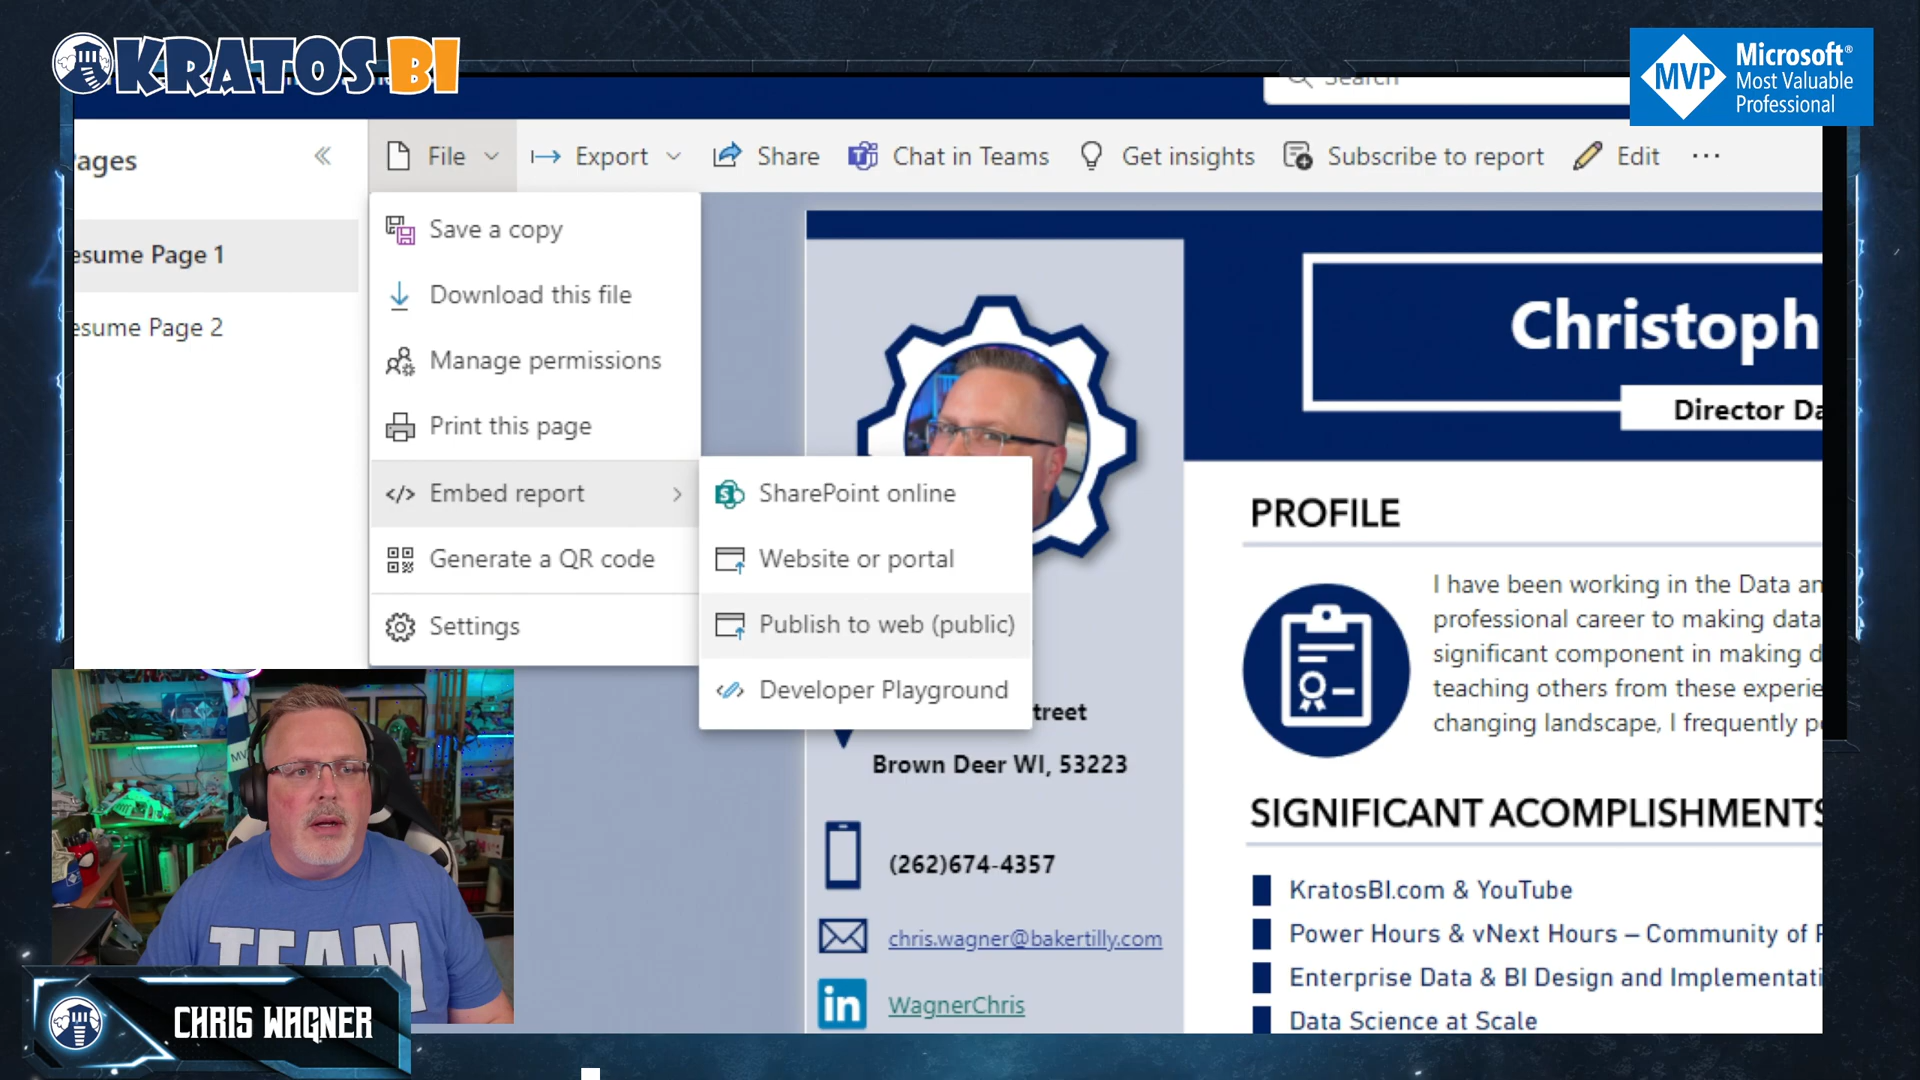 KRATOS BI
Search
MVP
Microsoft®
Most Valuable
Professional
ages
File
Export
Share
Chat in Teams
Get insights
Subscribe to report
Edit
esume Page 1
esume Page 2
Save a copy
Download this file
Manage permissions
Print this page
Embed report
Generate a QR code
Settings
SharePoint online
Website or portal
Publish to web (public)
Developer Playground
Christoph
Director Da
PROFILE
I have been working in the Data an
professional career to making data
significant component in making d
teaching others from these experie
changing landscape, I frequently p
treet
Brown Deer WI, 53223
(262)674-4357
chris.wagner@bakertilly.com
in
WagnerChris
SIGNIFICANT ACOMPLISHMENTS
KratosBI.com & YouTube
Power Hours & vNext Hours – Community of
Enterprise Data & BI Design and Implementati
Data Science at Scale
TEAM
CHRIS WAGNER